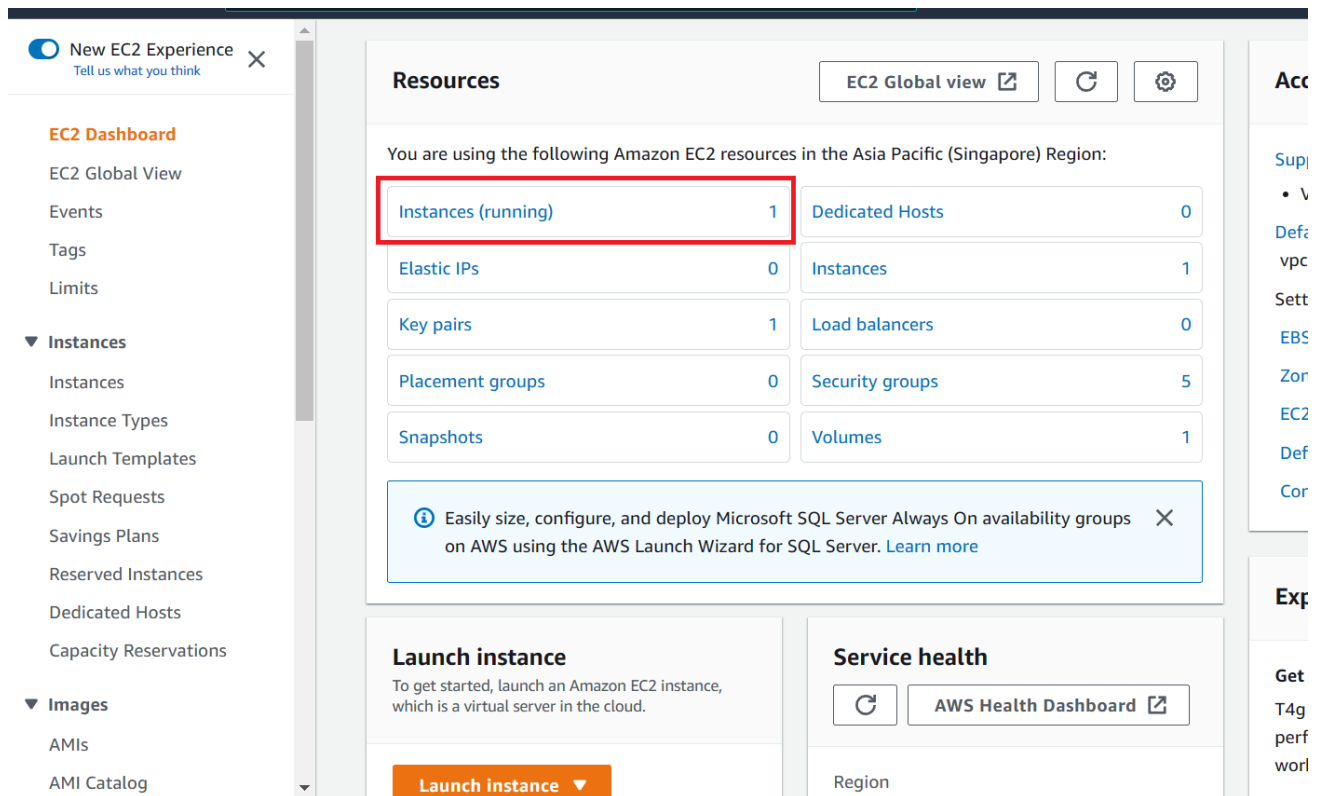 New EC2 Experience
Tell us what you think
EC2 Dashboard
EC2 Global View
Events
Tags
Limits
Instances
Instances
Instance Types
Launch Templates
Spot Requests
Savings Plans
Reserved Instances
Dedicated Hosts
Capacity Reservations
Images
AMIs
AMI Catalog
Resources
EC2 Global view
You are using the following Amazon EC2 resources in the Asia Pacific (Singapore) Region:
Instances (running) 1
Dedicated Hosts 0
Elastic IPs 0
Instances 1
Key pairs 1
Load balancers 0
Placement groups 0
Security groups 5
Snapshots 0
Volumes 1
Easily size, configure, and deploy Microsoft SQL Server Always On availability groups
on AWS using the AWS Launch Wizard for SQL Server. Learn more
Launch instance
To get started, launch an Amazon EC2 instance,
which is a virtual server in the cloud.
Launch instance
Service health
AWS Health Dashboard
Region
vpc
EBS
EC2
Get
T4g